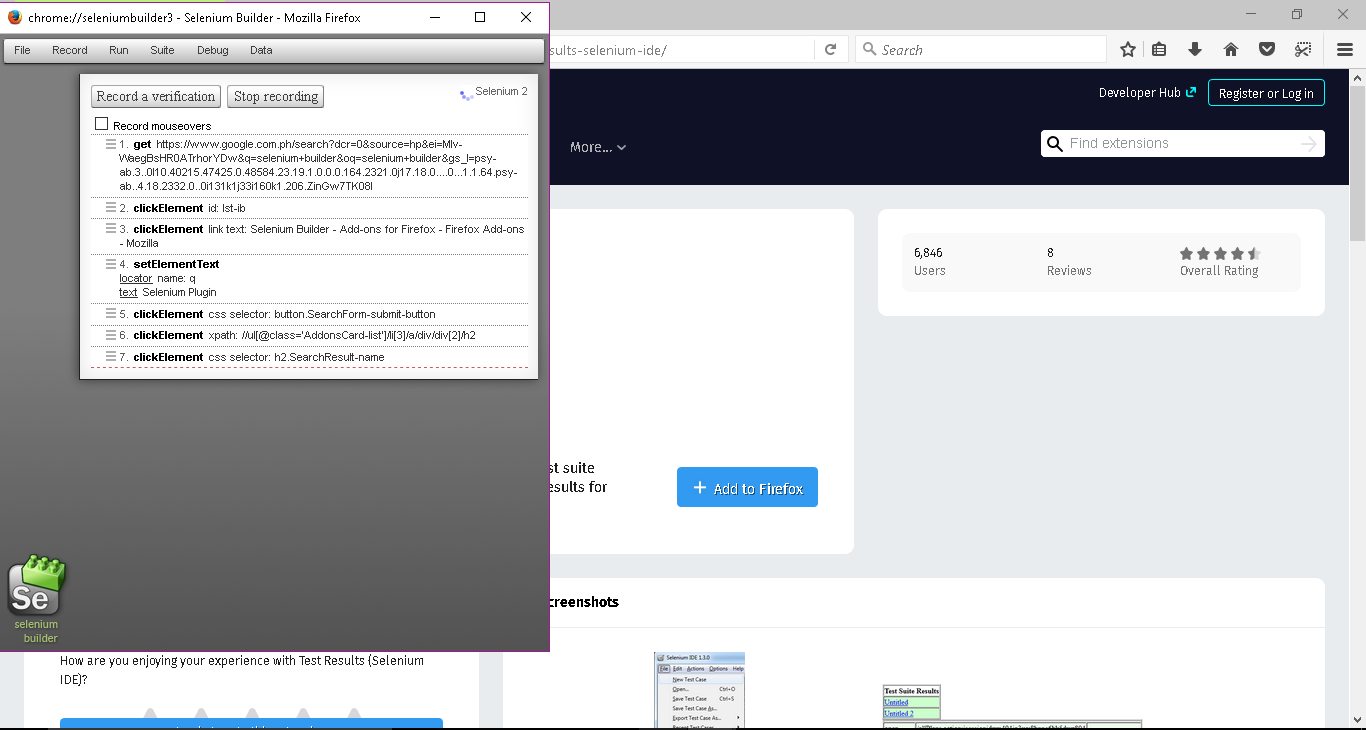 chrome://seleniumbuilder3 - Selenium Builder - Mozilla Firefox
File Record Run Suite Debug Data
Record a verification Stop recording Selenium 2
Record mouseovers
1. get https://www.google.com.ph/search?dcr=0&source=hp&ei=Mlv-
WaegBsHR0ATrhorYDw&q=selenium+builder&oq=selenium+builder&gs_l=psy-
ab.3..0l10.40215.47425.0.48584.23.19.1.0.0.0.164.2321.0j17.18.0....0...1.1.64.psy-
ab..4.18.2332.0..0i131k1j33i160k1.206.ZinGw7TK08I
2. clickElement id: lst-ib
3. clickElement link text: Selenium Builder - Add-ons for Firefox - Firefox Add-ons
- Mozilla
4. setElementText
locator name: q
text Selenium Plugin
5. clickElement css selector: button.SearchForm-submit-button
6. clickElement xpath: //ul[@class='AddonsCard-list']/li[3]/a/div/div[2]/h2
7. clickElement css selector: h2.SearchResult-name
Se
selenium
builder
sults-selenium-ide/
Search
Developer Hub
Register or Log in
More...
Find extensions
6,846 8
Users Reviews Overall Rating
st suite
esults for
Add to Firefox
creenshots
How are you enjoying your experience with Test Results (Selenium
IDE)?
Selenium IDE 1.3.0
File Edit Actions Options Help
New Test Case
Open... Ctrl+O
Save Test Case Ctrl+S
Save Test Case As...
Export Test Case As...
Recent Test Cases
Test Suite Results
Untitled
Untitled 2